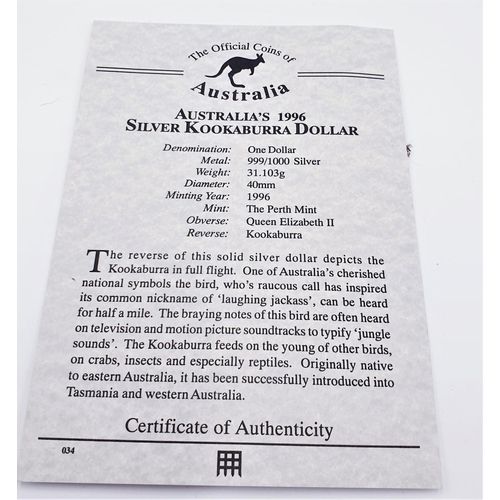 The Official Coins of
Australia
AUSTRALIA'S 1996
SILVER KOOKABURRA DOLLAR
Denomination: One Dollar
Metal: 999/1000 Silver
Weight: 31.103g
Diameter: 40mm
Minting Year: 1996
Mint: The Perth Mint
Obverse: Queen Elizabeth II
Reverse: Kookaburra
The reverse of this solid silver dollar depicts the
Kookaburra in full flight. One of Australia's cherished
national symbols the bird, who's raucous call has inspired
its common nickname of 'laughing jackass', can be heard
for half a mile. The braying notes of this bird are often heard
on television and motion picture soundtracks to typify 'jungle
sounds'. The Kookaburra feeds on the young of other birds,
on crabs, insects and especially reptiles. Originally native
to eastern Australia, it has been successfully introduced into
Tasmania and western Australia.
Certificate of Authenticity
034